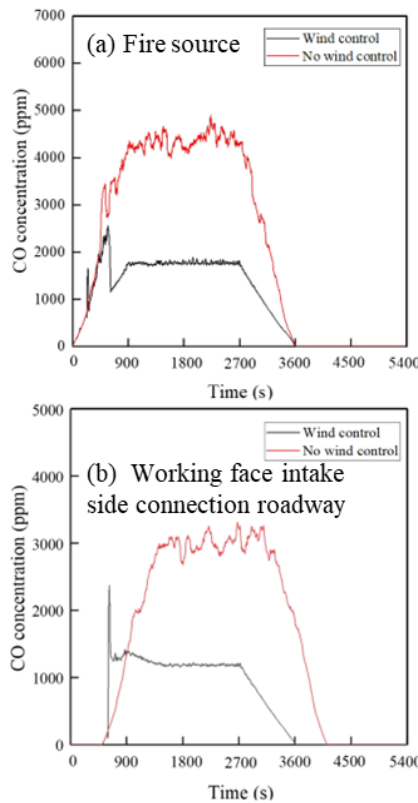 (a) Fire source
Wind control
No wind control
7000
6000
5000
4000
3000
2000
1000
0
CO concentration (ppm)
0 900 1800 2700 3600 4500 5400
Time (s)
(b) Working face intake
side connection roadway
Wind control
No wind control
5000
4000
3000
2000
1000
0
CO concentration (ppm)
0 900 1800 2700 3600 4500 5400
Time (s)